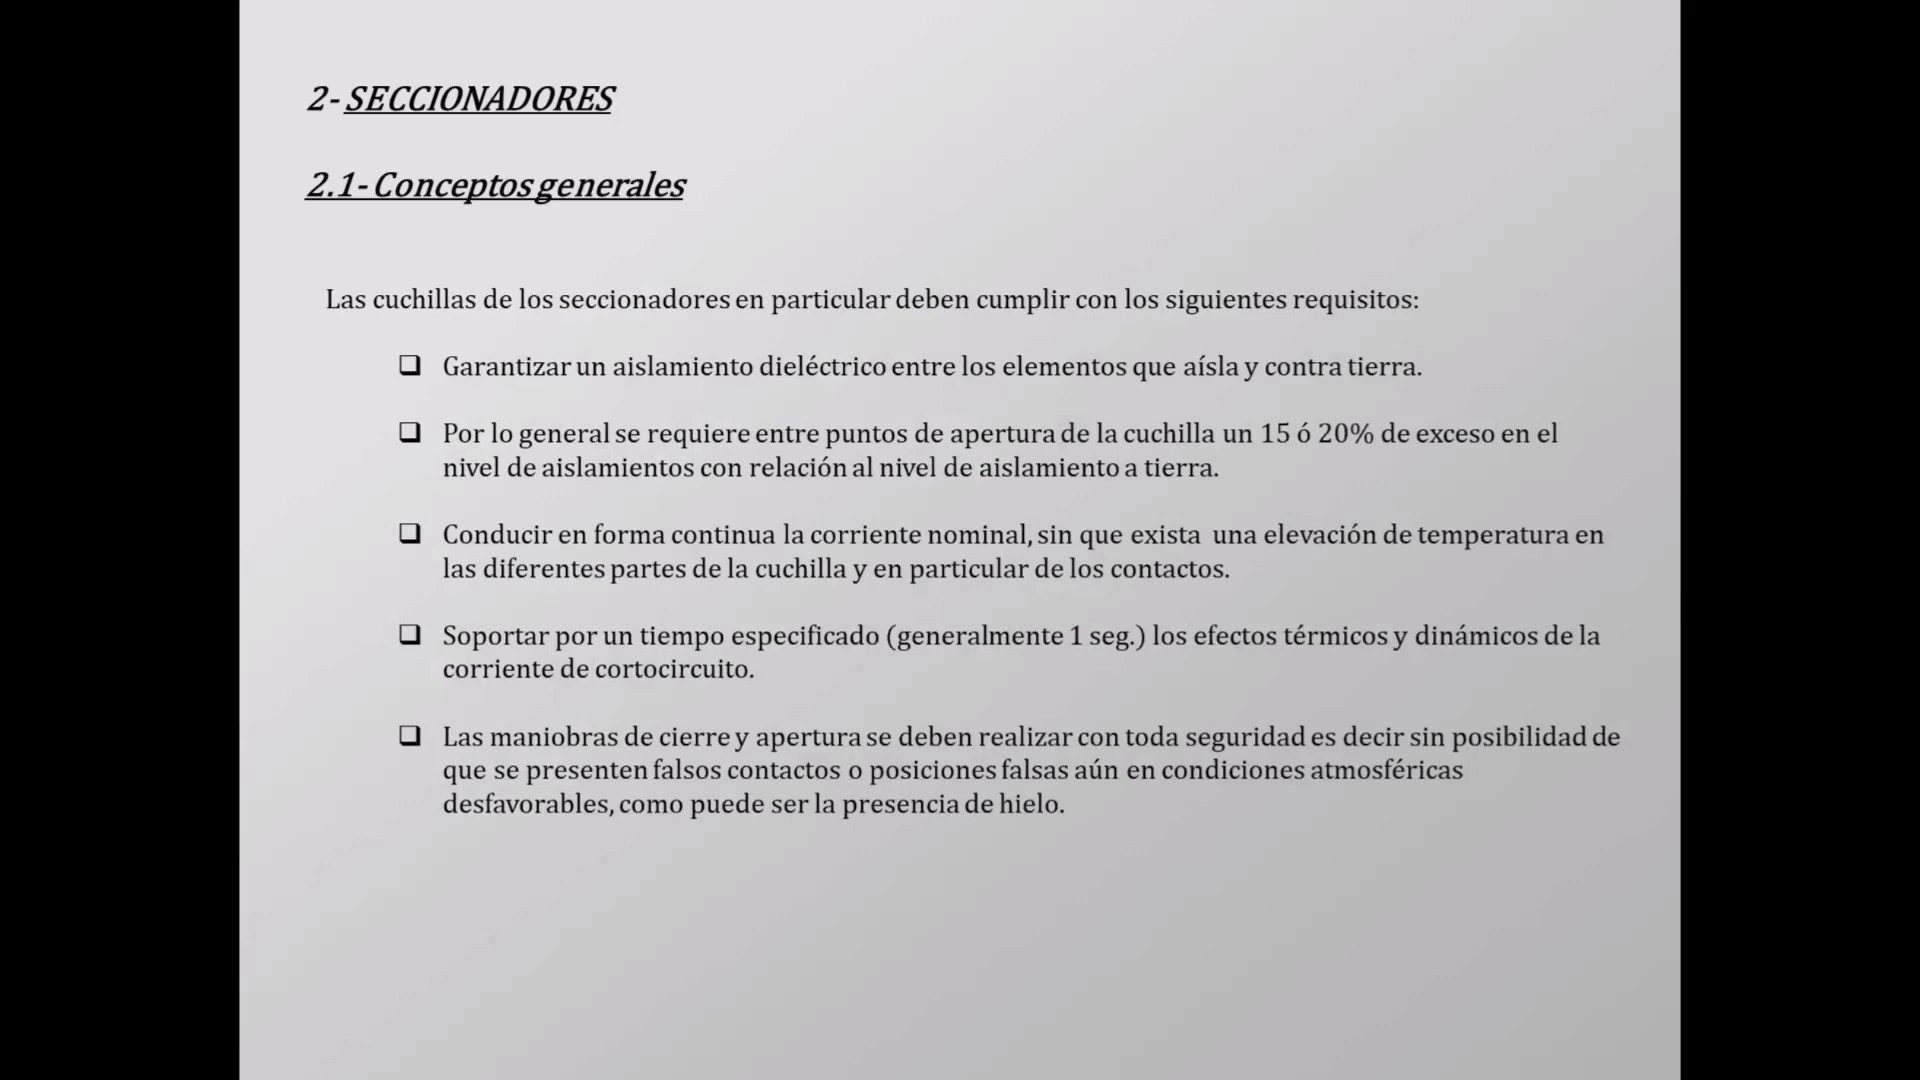 2- SECCIONADORES
2.1- Conceptos generales
Las cuchillas de los seccionadores en particular deben cumplir con los siguientes requisitos:
❑ Garantizar un aislamiento dieléctrico entre los elementos que aísla y contra tierra.
❑ Por lo general se requiere entre puntos de apertura de la cuchilla un 15 ó 20% de exceso en el
nivel de aislamientos con relación al nivel de aislamiento a tierra.
❑ Conducir en forma continua la corriente nominal, sin que exista una elevación de temperatura en
las diferentes partes de la cuchilla y en particular de los contactos.
❑ Soportar por un tiempo especificado (generalmente 1 seg.) los efectos térmicos y dinámicos de la
corriente de cortocircuito.
❑ Las maniobras de cierre y apertura se deben realizar con toda seguridad es decir sin posibilidad de
que se presenten falsos contactos o posiciones falsas aún en condiciones atmosféricas
desfavorables, como puede ser la presencia de hielo.